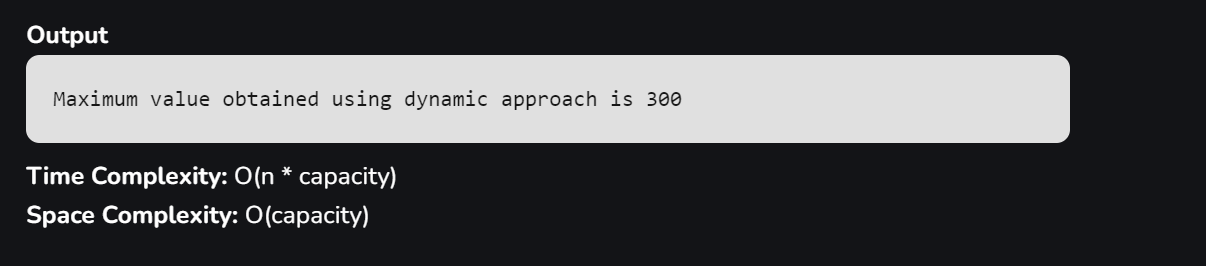 Output
Maximum value obtained using dynamic approach is 300
Time Complexity: O(n * capacity)
Space Complexity: O(capacity)